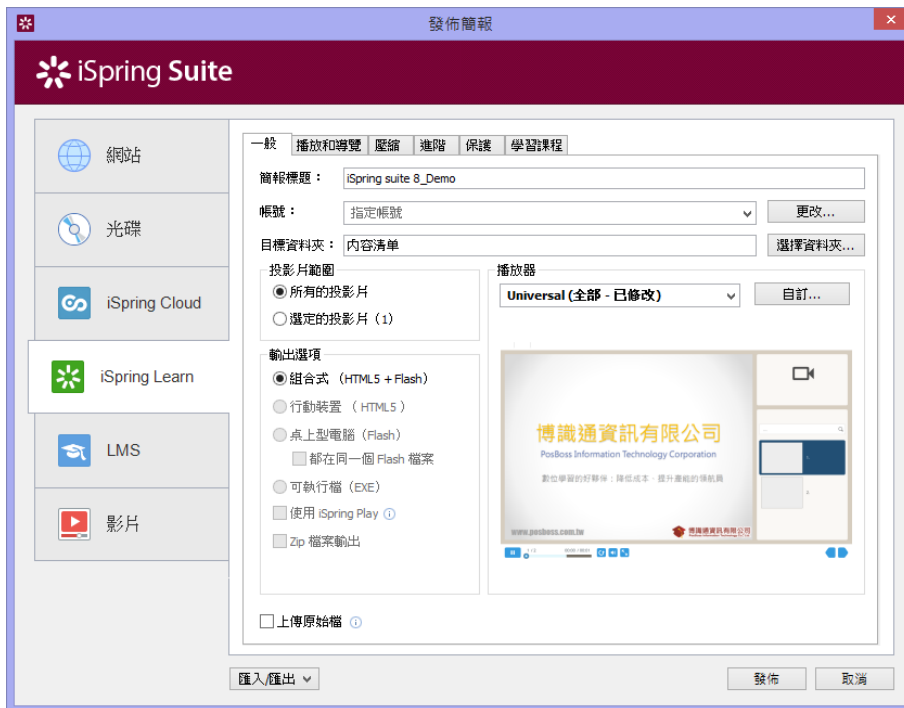 發佈簡報
iSpring Suite
網站
光碟
iSpring Cloud
iSpring Learn
LMS
影片
一般 播放和導覽 壓縮 進階 保護 學習課程
簡報標題： iSpring suite 8_Demo
帳號： 指定帳號 更改...
目標資料夾： 内容清单 選擇資料夾...
投影片範圍
所有的投影片
選定的投影片（1）
輸出選項
組合式 （HTML5 + Flash）
行動裝置 （ HTML5 ）
桌上型電腦（Flash）
都在同一個 Flash 檔案
可執行檔（EXE）
使用 iSpring Play
Zip 檔案輸出
播放器
Universal (全部 - 已修改) 自訂...
博識通資訊有限公司
PosBoss Information Technology Corporation
數位學習的好夥伴：降低成本、提升產能的領航員
www.posboss.com.tw 博識通資訊有限公司
上傳原始檔
匯入/匯出 發佈 取消